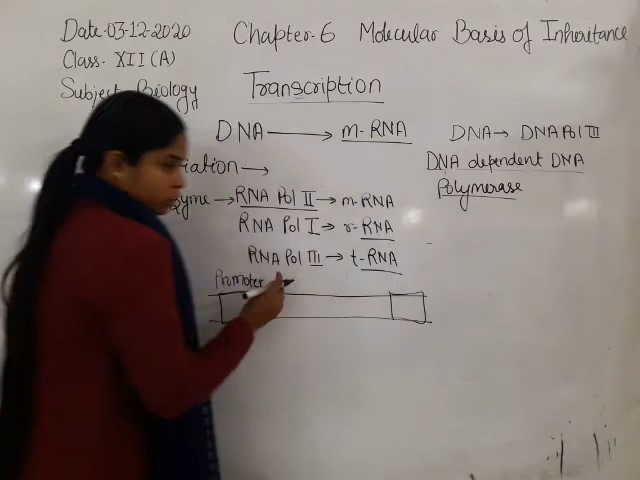 Date-03-12-2020
Chapter-6 Molecular Basis of Inheritance
Class- XII (A)
Subject- Biology
Transcription
DNA → m-RNA
DNA → DNA Pol III
DNA dependent DNA
Polymerase
iation →
zyme → RNA Pol II → m-RNA
RNA Pol I → r-RNA
RNA Pol III → t-RNA
Promoter